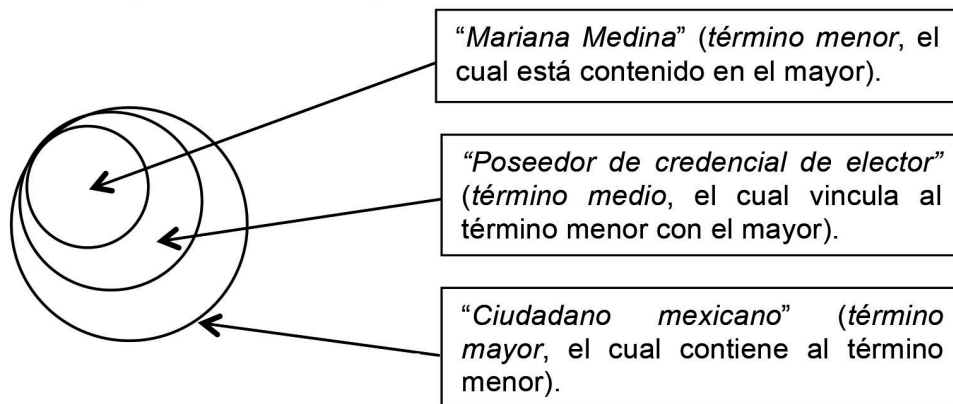 “Mariana Medina” (término menor, el
cual está contenido en el mayor).
“Poseedor de credencial de elector”
(término medio, el cual vincula al
término menor con el mayor).
“Ciudadano mexicano” (término
mayor, el cual contiene al término
menor).